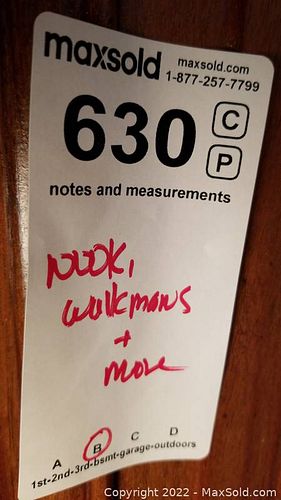 maxsold maxsold.com
1-877-257-7799
630 C
P
notes and measurements
NOOK,
walkmans
+
more
A B C D
1st-2nd-3rd-bsmt-garage-outdoors
Copyright © 2022 - MaxSold.com